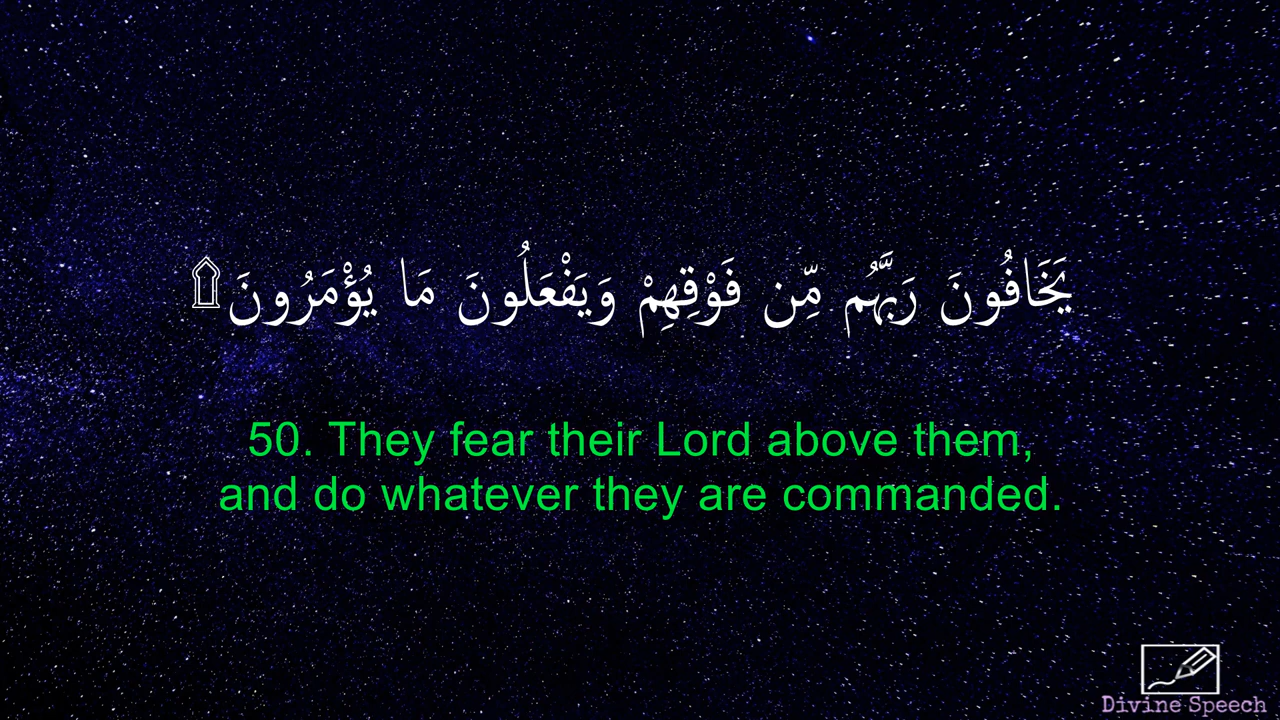 يَخَافُونَ رَبَّهُم مِّن فَوْقِهِمْ وَيَفْعَلُونَ مَا يُؤْمَرُونَ ۩
50. They fear their Lord above them,
and do whatever they are commanded.
Divine Speech